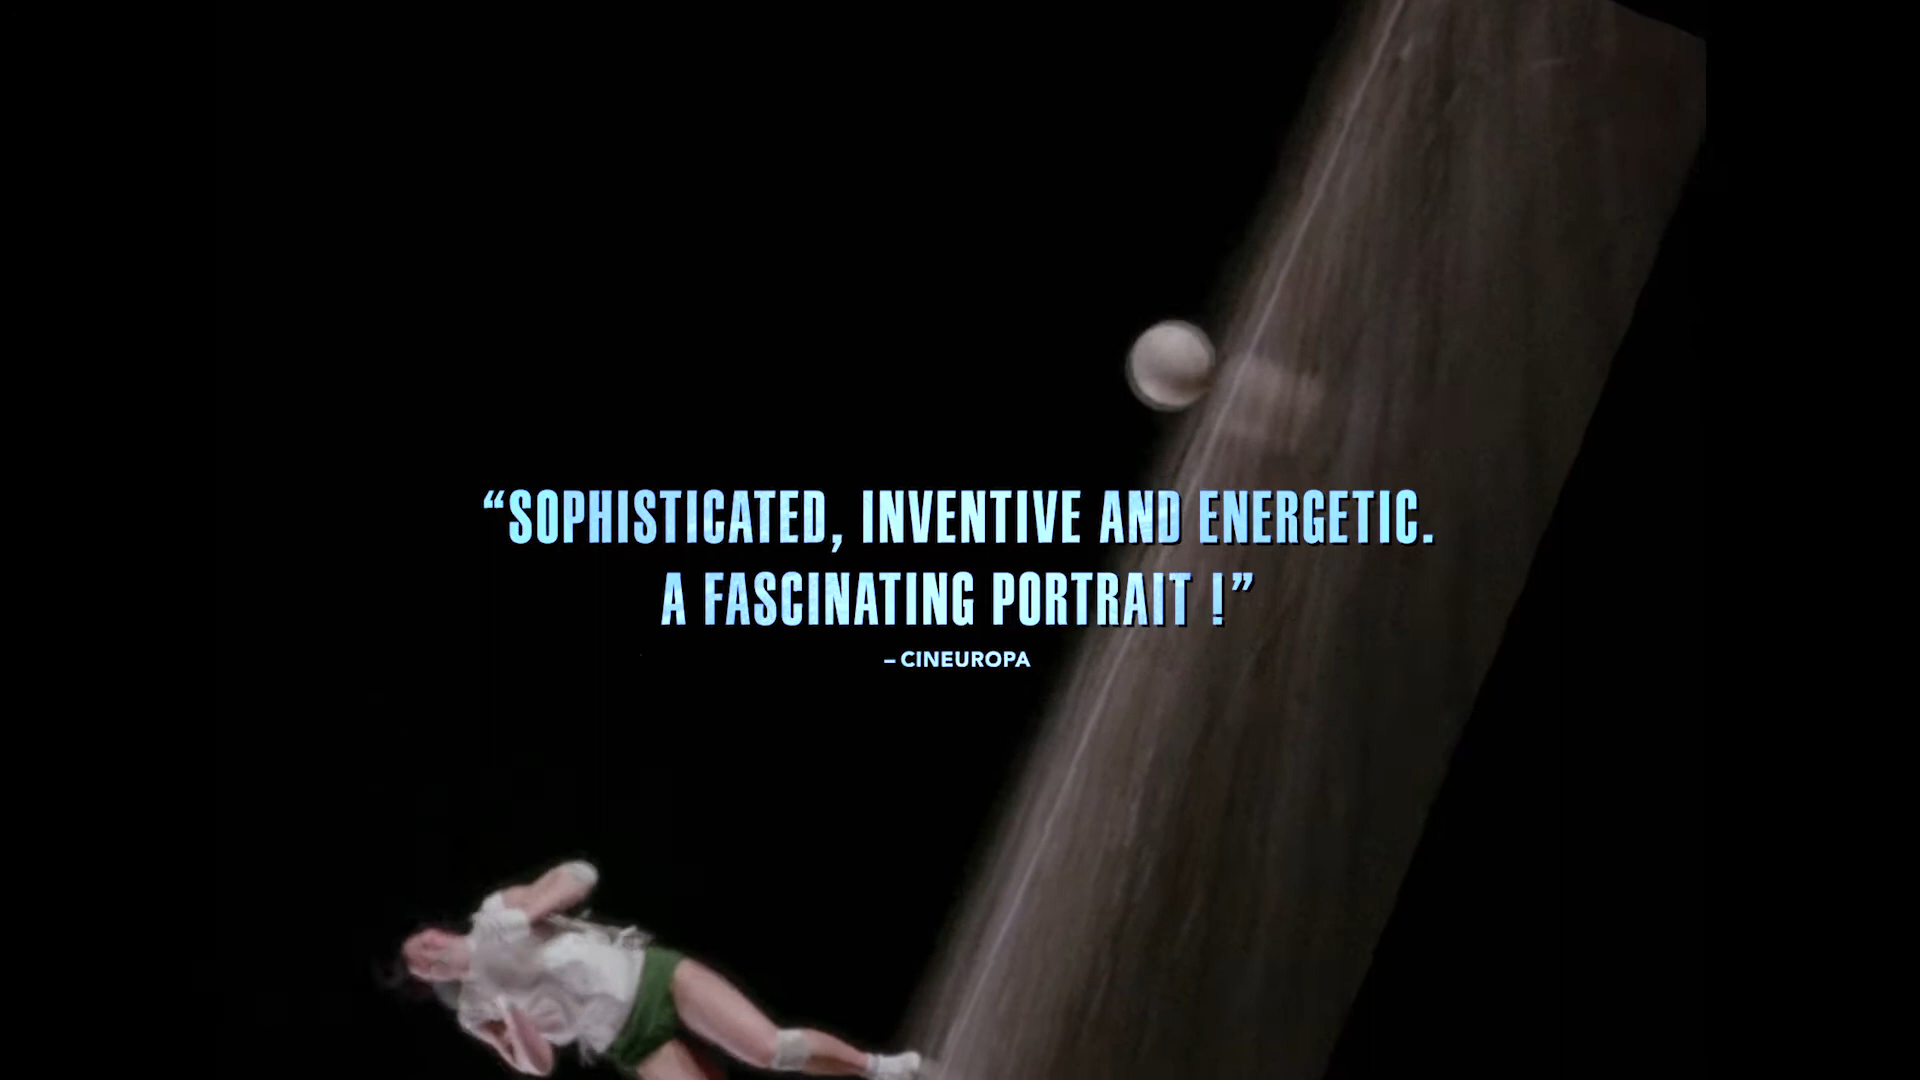 “SOPHISTICATED, INVENTIVE AND ENERGETIC.
A FASCINATING PORTRAIT !”
– CINEUROPA